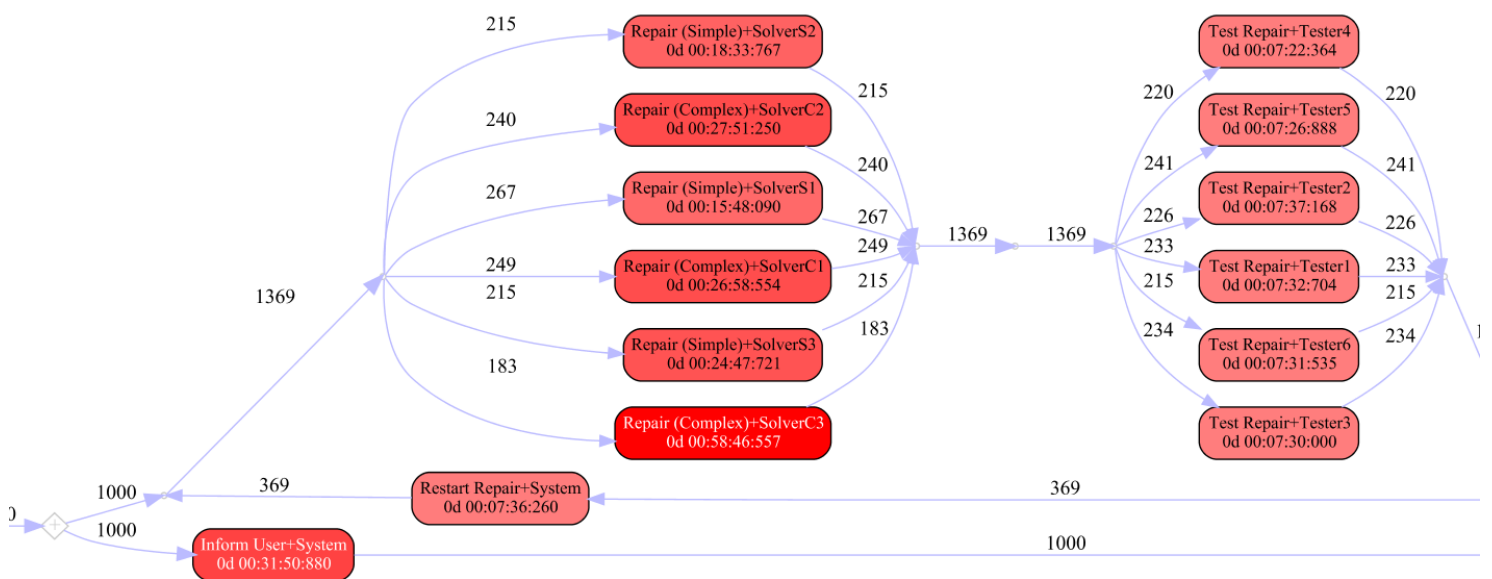 215
Repair (Simple)+SolverS2
0d 00:18:33:767
215
240
Repair (Complex)+SolverC2
0d 00:27:51:250
240
267
Repair (Simple)+SolverS1
0d 00:15:48:090
267
249
Repair (Complex)+SolverC1
0d 00:26:58:554
249
215
Repair (Simple)+SolverS3
0d 00:24:47:721
215
183
Repair (Complex)+SolverC3
0d 00:58:46:557
183
1369
1369
1369
220
Test Repair+Tester4
0d 00:07:22:364
220
241
Test Repair+Tester5
0d 00:07:26:888
241
226
Test Repair+Tester2
0d 00:07:37:168
226
233
Test Repair+Tester1
0d 00:07:32:704
233
215
Test Repair+Tester6
0d 00:07:31:535
215
234
Test Repair+Tester3
0d 00:07:30:000
234
1000
369
Restart Repair+System
0d 00:07:36:260
369
1000
Inform User+System
0d 00:31:50:880
1000